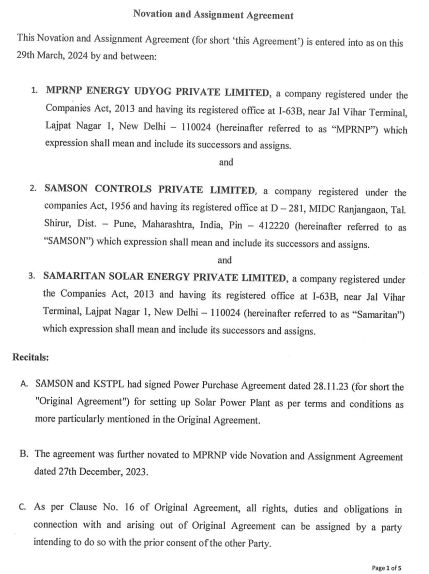 Novation and Assignment Agreement
This Novation and Assignment Agreement (for short 'this Agreement') is entered into as on this
29th March, 2024 by and between:
1. MPRNP ENERGY UDYOG PRIVATE LIMITED, a company registered under the
Companies Act, 2013 and having its registered office at I-63B, near Jal Vihar Terminal,
Lajpat Nagar 1, New Delhi – 110024 (hereinafter referred to as "MPRNP") which
expression shall mean and include its successors and assigns.
and
2. SAMSON CONTROLS PRIVATE LIMITED, a company registered under the
companies Act, 1956 and having its registered office at D – 281, MIDC Ranjangaon, Tal.
Shirur, Dist. – Pune, Maharashtra, India, Pin – 412220 (hereinafter referred to as
"SAMSON") which expression shall mean and include its successors and assigns.
and
3. SAMARITAN SOLAR ENERGY PRIVATE LIMITED, a company registered under
the Companies Act, 2013 and having its registered office at I-63B, near Jal Vihar
Terminal, Lajpat Nagar 1, New Delhi – 110024 (hereinafter referred to as "Samaritan")
which expression shall mean and include its successors and assigns.
Recitals:
A. SAMSON and KSTPL had signed Power Purchase Agreement dated 28.11.23 (for short the
"Original Agreement") for setting up Solar Power Plant as per terms and conditions as
more particularly mentioned in the Original Agreement.
B. The agreement was further novated to MPRNP vide Novation and Assignment Agreement
dated 27th December, 2023.
C. As per Clause No. 16 of Original Agreement, all rights, duties and obligations in
connection with and arising out of Original Agreement can be assigned by a party
intending to do so with the prior consent of the other Party.
Page 1 of 5